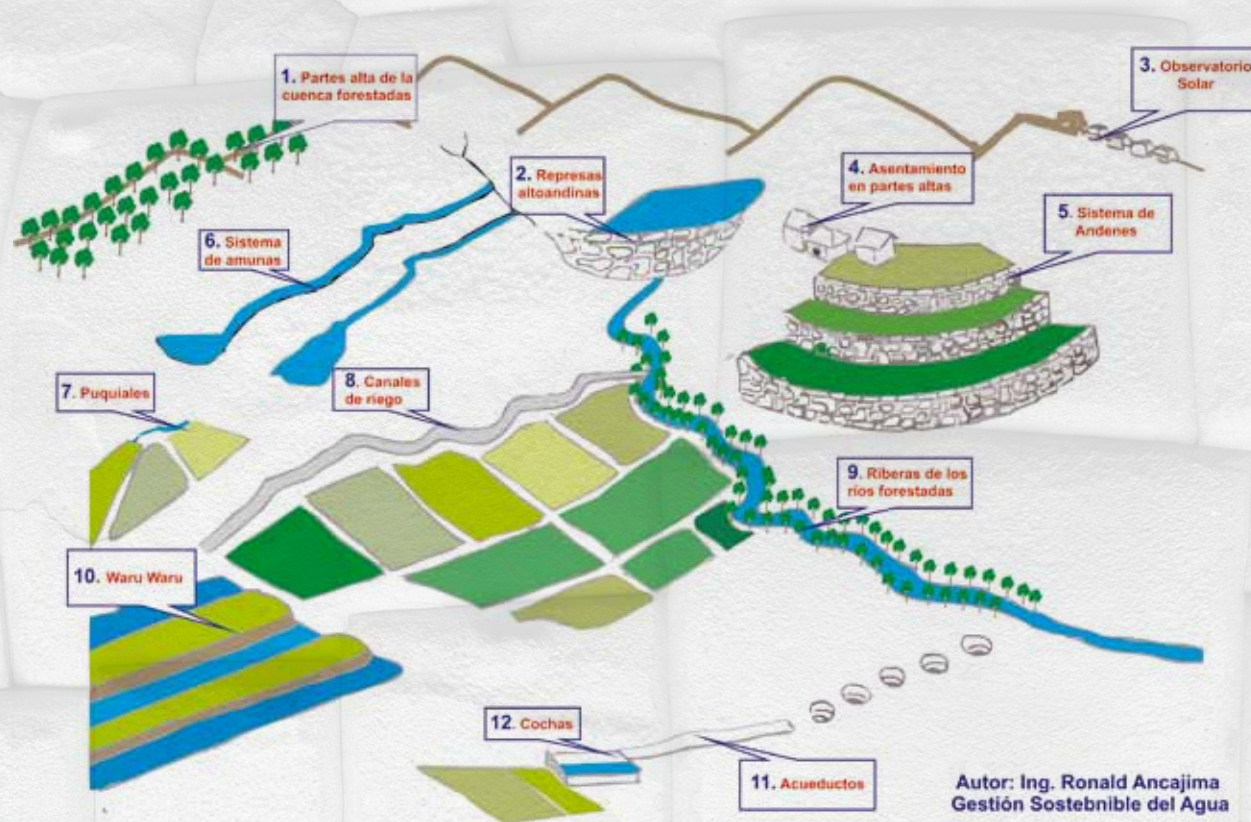 1. Partes alta de la
cuenca forestadas
2. Represas
altoandinas
3. Observatorio
Solar
4. Asentamiento
en partes altas
5. Sistema de
Andenes
6. Sistema
de amunas
7. Puquiales
8. Canales
de riego
9. Riberas de los
ríos forestadas
10. Waru Waru
11. Acueductos
12. Cochas
Autor: Ing. Ronald Ancajima
Gestión Sostebnible del Agua